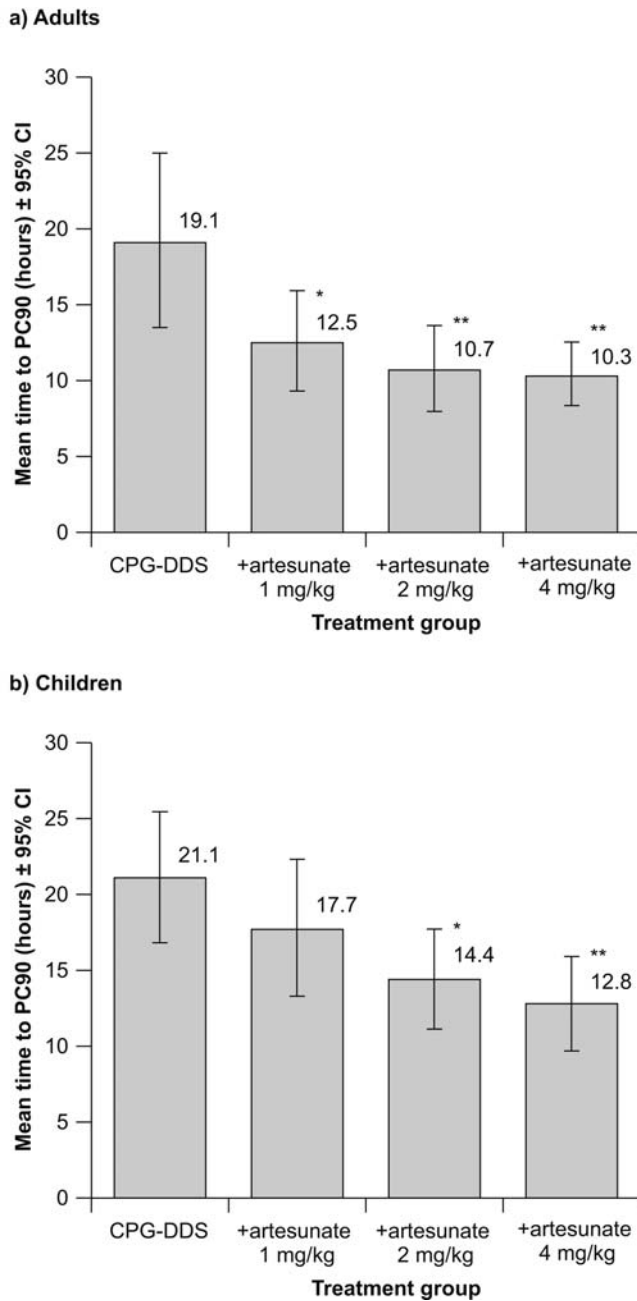 a) Adults
Mean time to PC90 (hours) ± 95% CI
30
25
20
15
10
5
0
19.1
*
12.5
**
10.7
**
10.3
CPG-DDS
+artesunate
1 mg/kg
+artesunate
2 mg/kg
+artesunate
4 mg/kg
Treatment group
b) Children
Mean time to PC90 (hours) ± 95% CI
30
25
20
15
10
5
0
21.1
17.7
*
14.4
**
12.8
CPG-DDS
+artesunate
1 mg/kg
+artesunate
2 mg/kg
+artesunate
4 mg/kg
Treatment group